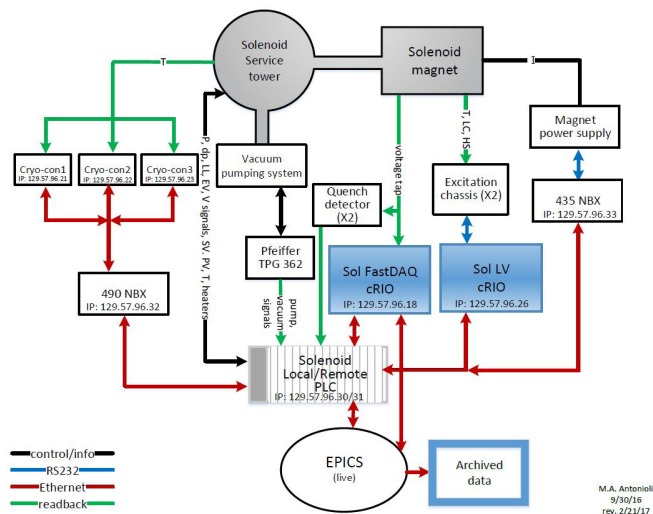 Solenoid
Service
tower
Solenoid
magnet
T
I
Cryo-con1
IP: 129.57.96.21
Cryo-con2
IP: 129.57.96.22
Cryo-con3
IP: 129.57.96.23
P, dp, LL, EV, V signals, SV. PV, T, heaters
Vacuum
pumping system
voltage tap
T, LC, HS
Magnet
power supply
Quench
detector
(X2)
Excitation
chassis (X2)
435 NBX
IP: 129.57.96.33
Pfeiffer
TPG 362
490 NBX
IP: 129.57.96.32
Sol FastDAQ
cRIO
IP: 129.57.96.18
Sol LV
cRIO
IP: 129.57.96.26
pump,
vacuum
signals
Solenoid
Local/Remote
PLC
IP: 129.57.96.30/31
EPICS
(live)
Archived
data
control/info
RS232
Ethernet
readback
M.A. Antonioli
9/30/16
rev. 2/21/17